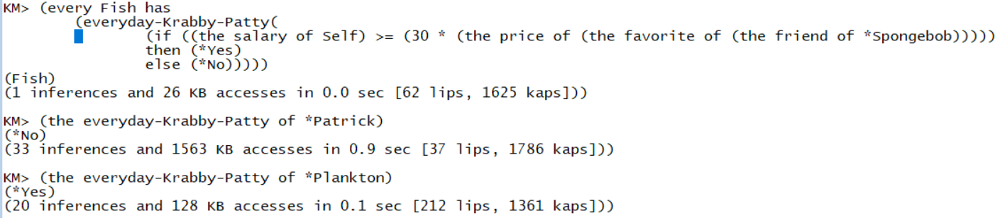 KM> (every Fish has
(everyday-Krabby-Patty(
(if ((the salary of Self) >= (30 * (the price of (the favorite of (the friend of *Spongebob)))))
then (*Yes)
else (*No)))))
(Fish)
(1 inferences and 26 KB accesses in 0.0 sec [62 lips, 1625 kaps]))
KM> (the everyday-Krabby-Patty of *Patrick)
(*No)
(33 inferences and 1563 KB accesses in 0.9 sec [37 lips, 1786 kaps]))
KM> (the everyday-Krabby-Patty of *Plankton)
(*Yes)
(20 inferences and 128 KB accesses in 0.1 sec [212 lips, 1361 kaps]))